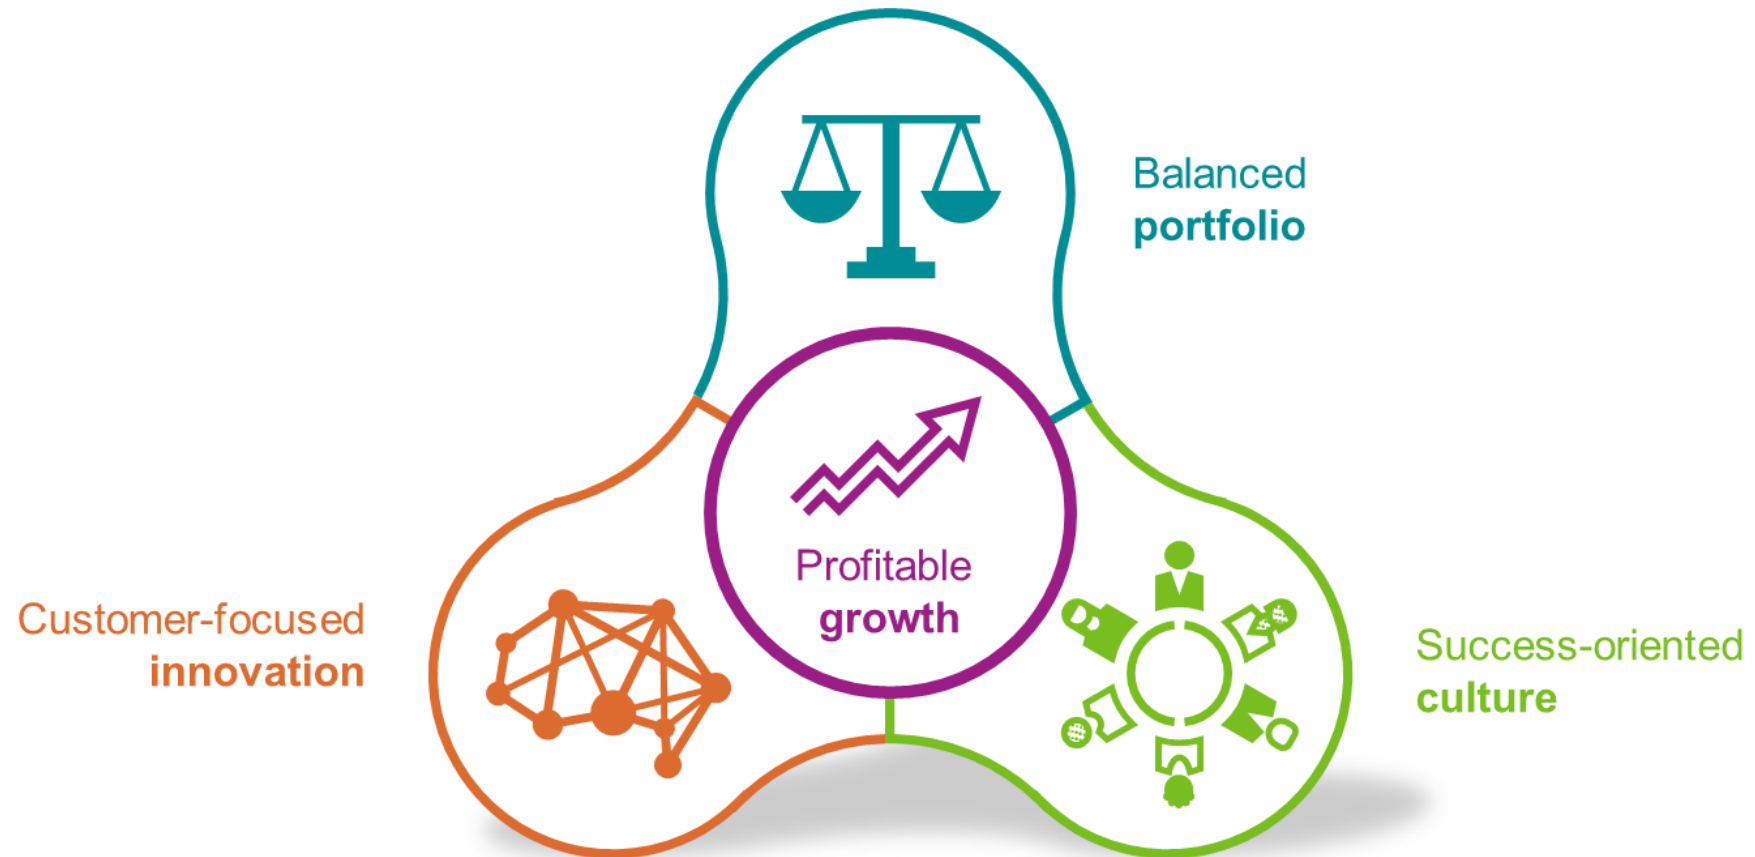 Balanced
portfolio
Profitable
growth
Customer-focused
innovation
Success-oriented
culture